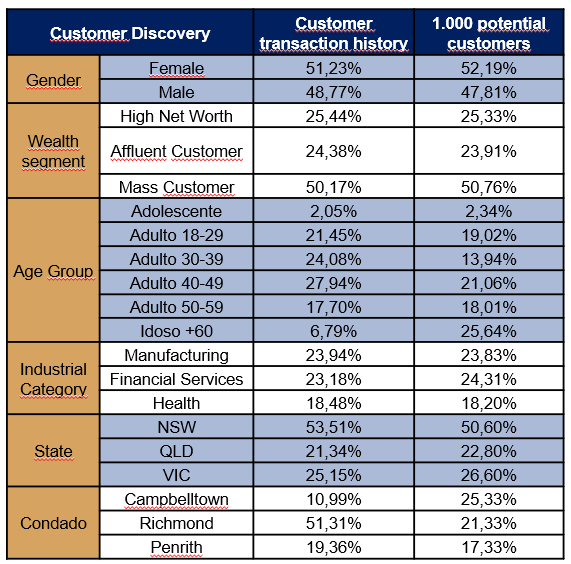 Customer Discovery Customer transaction history 1.000 potential customers
Gender Female 51,23% 52,19%
Male 48,77% 47,81%
Wealth segment High Net Worth 25,44% 25,33%
Affluent Customer 24,38% 23,91%
Mass Customer 50,17% 50,76%
Age Group Adolescente 2,05% 2,34%
Adulto 18-29 21,45% 19,02%
Adulto 30-39 24,08% 13,94%
Adulto 40-49 27,94% 21,06%
Adulto 50-59 17,70% 18,01%
Idoso +60 6,79% 25,64%
Industrial Category Manufacturing 23,94% 23,83%
Financial Services 23,18% 24,31%
Health 18,48% 18,20%
State NSW 53,51% 50,60%
QLD 21,34% 22,80%
VIC 25,15% 26,60%
Condado Campbelltown 10,99% 25,33%
Richmond 51,31% 21,33%
Penrith 19,36% 17,33%